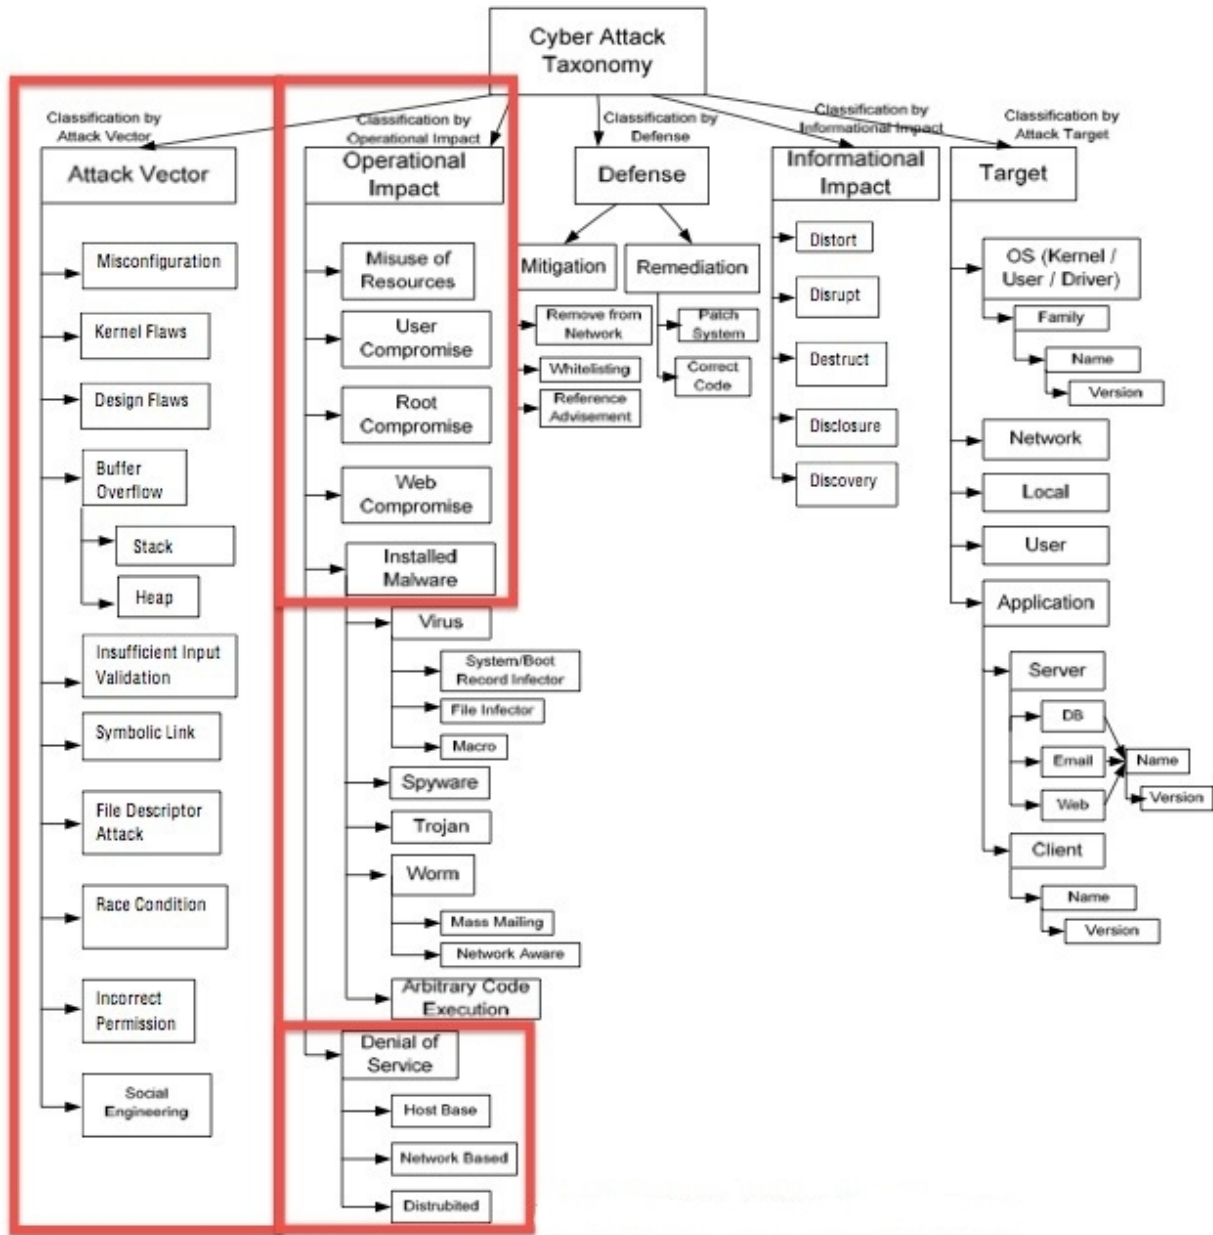 Cyber Attack
Taxonomy
Classification by
Attack Vector
Classification by
Operational Impact
Classification by
Defense
Classification by
Informational Impact
Classification by
Attack Target
Attack Vector
Misconfiguration
Kernel Flaws
Design Flaws
Buffer
Overflow
Stack
Heap
Insufficient Input
Validation
Symbolic Link
File Descriptor
Attack
Race Condition
Incorrect
Permission
Social
Engineering
Operational
Impact
Misuse of
Resources
User
Compromise
Root
Compromise
Web
Compromise
Installed
Malware
Virus
System/Boot
Record Infector
File Infector
Macro
Spyware
Trojan
Worm
Mass Mailing
Network Aware
Arbitrary Code
Execution
Denial of
Service
Host Base
Network Based
Distrubited
Defense
Mitigation
Remove from
Network
Whitelisting
Reference
Advisement
Remediation
Patch
System
Correct
Code
Informational
Impact
Distort
Disrupt
Destruct
Disclosure
Discovery
Target
OS (Kernel /
User / Driver)
Family
Name
Version
Network
Local
User
Application
Server
DB
Email
Web
Name
Version
Client
Name
Version